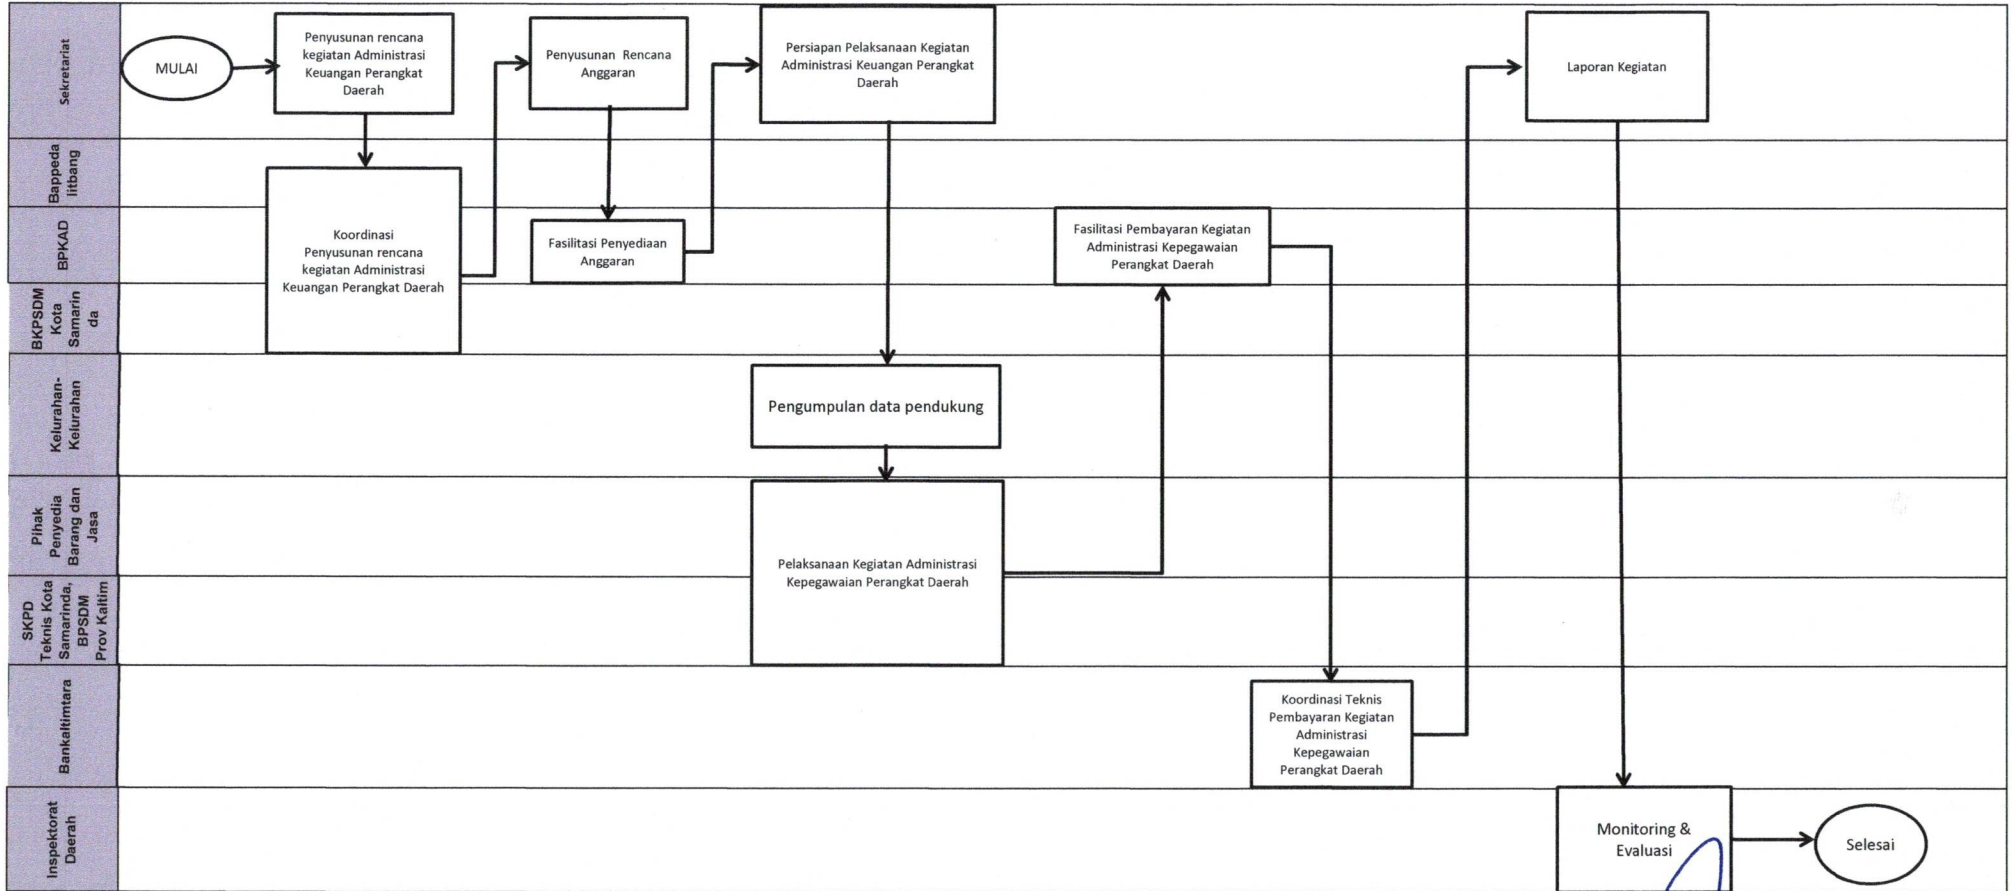 Sekretariat
MULAI
Penyusunan rencana
kegiatan Administrasi
Keuangan Perangkat
Daerah
Penyusunan Rencana
Anggaran
Persiapan Pelaksanaan Kegiatan
Administrasi Keuangan Perangkat
Daerah
Laporan Kegiatan
Bappeda
litbang
BPKAD
Koordinasi
Penyusunan rencana
kegiatan Administrasi
Keuangan Perangkat Daerah
Fasilitasi Penyediaan
Anggaran
Fasilitasi Pembayaran Kegiatan
Administrasi Kepegawaian
Perangkat Daerah
BKPSDM
Kota
Samarin
da
Kelurahan-
Kelurahan
Pengumpulan data pendukung
Pihak
Penyedia
Barang dan
Jasa
Pelaksanaan Kegiatan Administrasi
Kepegawaian Perangkat Daerah
SKPD
Teknis Kota
Samarinda,
BPSDM
Prov Kaltim
Bankaltimtara
Koordinasi Teknis
Pembayaran Kegiatan
Administrasi
Kepegawaian
Perangkat Daerah
Inspektorat
Daerah
Monitoring &
Evaluasi
Selesai